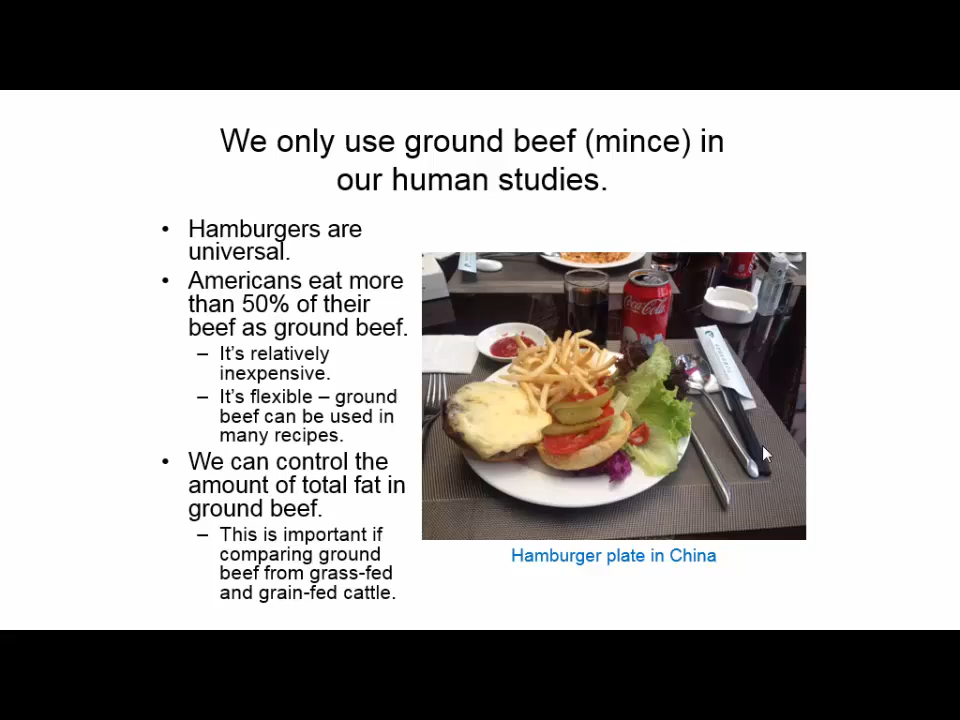 We only use ground beef (mince) in
our human studies.
• Hamburgers are
universal.
• Americans eat more
than 50% of their
beef as ground beef.
– It's relatively
inexpensive.
– It's flexible – ground
beef can be used in
many recipes.
• We can control the
amount of total fat in
ground beef.
– This is important if
comparing ground
beef from grass-fed
and grain-fed cattle.
Coca-Cola
Hamburger plate in China